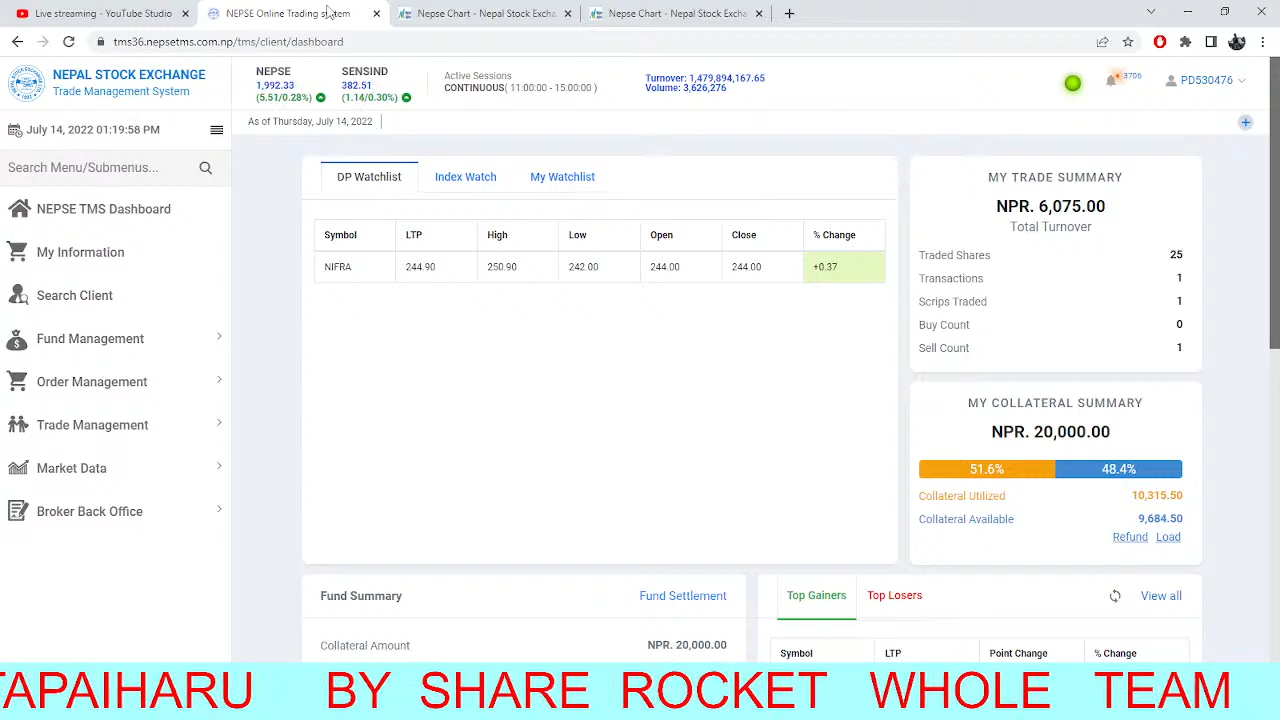 Live streaming - YouTube Studio
NEPSE Online Trading system
NEPSE Chart - Nepal Stock Excha
Nepse Chart - Nepal Stock Excha
tms36.nepsetms.com.np/tms/client/dashboard
NEPAL STOCK EXCHANGE
Trade Management System
NEPSE
1,992.33
(5.51/0.28%)
SENSIND
382.51
(1.14/0.30%)
Active Sessions
CONTINUOUS( 11:00:00 - 15:00:00 )
Turnover: 1,479,894,167.65
Volume: 3,626,276
3706
PD530476
July 14, 2022 01:19:58 PM
As of Thursday, July 14, 2022
Search Menu/Submenus...
NEPSE TMS Dashboard
My Information
Search Client
Fund Management
Order Management
Trade Management
Market Data
Broker Back Office
DP Watchlist Index Watch My Watchlist
Symbol LTP High Low Open Close % Change
NIFRA 244.90 250.90 242.00 244.00 244.00 +0.37
MY TRADE SUMMARY
NPR. 6,075.00
Total Turnover
Traded Shares 25
Transactions 1
Scrips Traded 1
Buy Count 0
Sell Count 1
MY COLLATERAL SUMMARY
NPR. 20,000.00
51.6% 48.4%
Collateral Utilized 10,315.50
Collateral Available 9,684.50
Refund Load
Fund Summary Fund Settlement
Collateral Amount NPR. 20,000.00
Top Gainers Top Losers View all
Symbol LTP Point Change % Change
TAPAIHARU BY SHARE ROCKET WHOLE TEAM